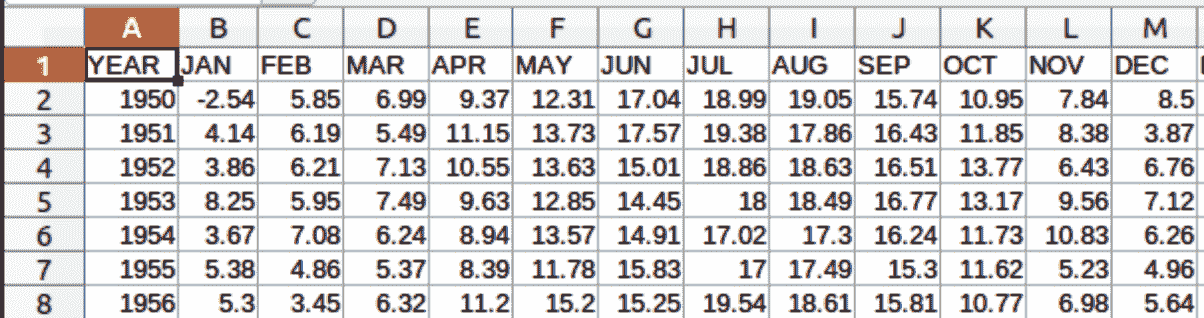 A B C D E F G H I J K L M
1 YEAR JAN FEB MAR APR MAY JUN JUL AUG SEP OCT NOV DEC
2 1950 -2.54 5.85 6.99 9.37 12.31 17.04 18.99 19.05 15.74 10.95 7.84 8.5
3 1951 4.14 6.19 5.49 11.15 13.73 17.57 19.38 17.86 16.43 11.85 8.38 3.87
4 1952 3.86 6.21 7.13 10.55 13.63 15.01 18.86 18.63 16.51 13.77 6.43 6.76
5 1953 8.25 5.95 7.49 9.63 12.85 14.45 18 18.49 16.77 13.17 9.56 7.12
6 1954 3.67 7.08 6.24 8.94 13.57 14.91 17.02 17.3 16.24 11.73 10.83 6.26
7 1955 5.38 4.86 5.37 8.39 11.78 15.83 17 17.49 15.3 11.62 5.23 4.96
8 1956 5.3 3.45 6.32 11.2 15.2 15.25 19.54 18.61 15.81 10.77 6.98 5.64